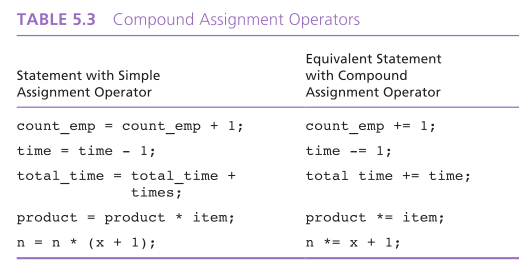 TABLE 5.3 Compound Assignment Operators
Statement with Simple
Assignment Operator
Equivalent Statement
with Compound
Assignment Operator
count_emp = count_emp + 1; count_emp += 1;
time = time - 1; time -= 1;
total_time = total_time + total time += time;
times;
product = product * item; product *= item;
n = n * (x + 1); n *= x + 1;